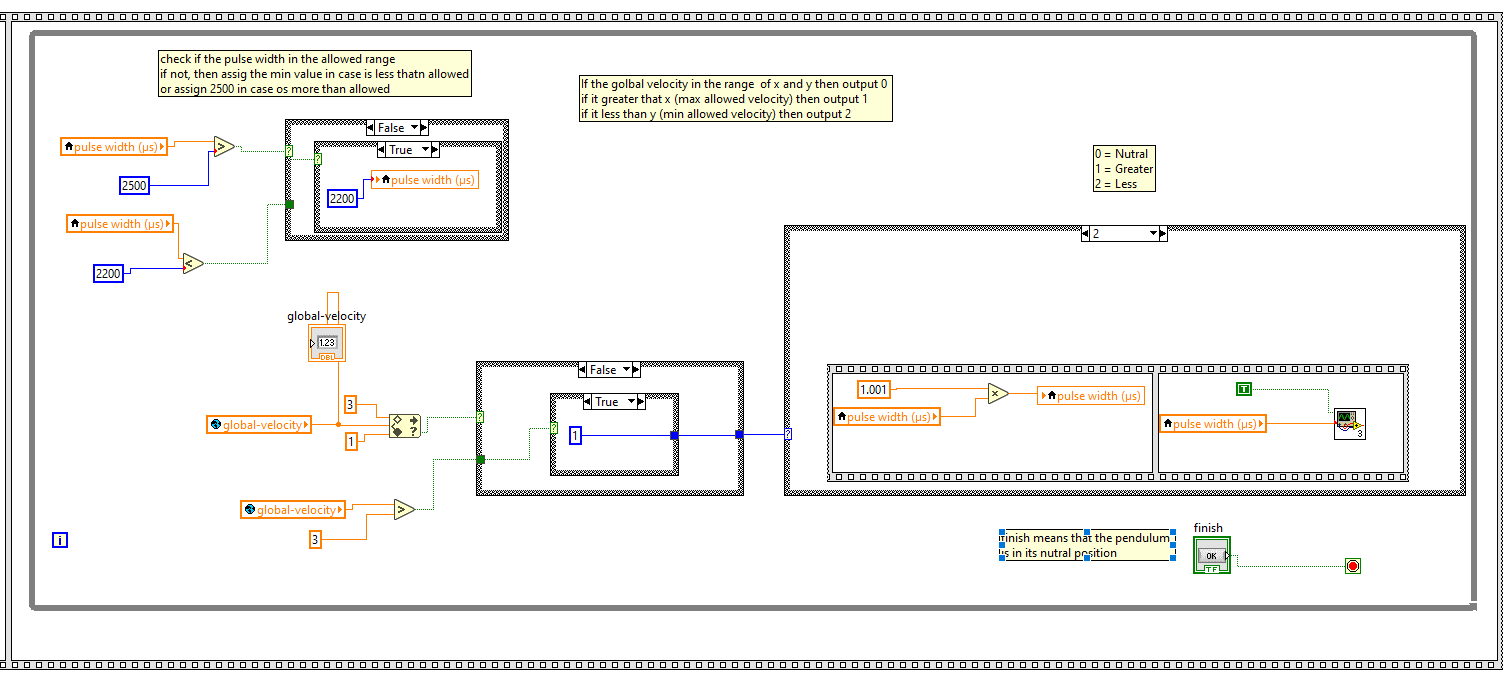 check if the pulse width in the allowed range
if not, then assig the min value in case is less thatn allowed
or assign 2500 in case os more than allowed
If the golbal velocity in the range  of x and y then output 0
if it greater that x (max allowed velocity) then output 1
if it less than y (min allowed velocity) then output 2
False
True
pulse width (µs)
2500
pulse width (µs)
2200
pulse width (µs)
2200
0 = Nutral
1 = Greater
2 = Less
2
global-velocity
1.23
DBL
False
True
3
global-velocity
1
1
1.001
pulse width (µs)
pulse width (µs)
T
pulse width (µs)
3
global-velocity
3
i
finish means that the pendulum
is in its nutral position
finish
OK
TF